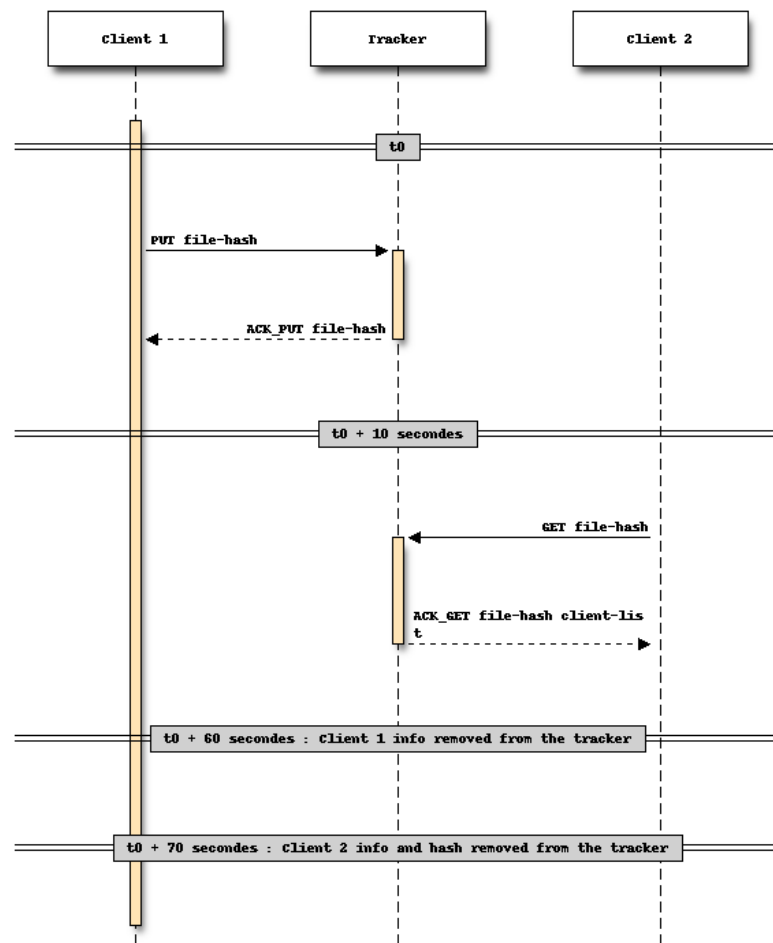 Client 1
Tracker
Client 2
t0
PUT file-hash
ACK_PUT file-hash
t0 + 10 secondes
GET file-hash
ACK_GET file-hash client-lis
t
t0 + 60 secondes : Client 1 info removed from the tracker
t0 + 70 secondes : Client 2 info and hash removed from the tracker